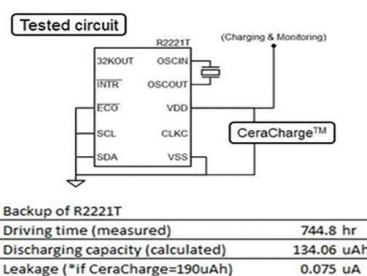 Tested circuit
R2221T
(Charging & Monitoring)
32KOUT OSCIN
INTR OSCOUT
ECO VDD
SCL CLKC
SDA VSS
CeraCharge™
Backup of R2221T
Driving time (measured) 744.8 hr
Discharging capacity (calculated) 134.06 uAh
Leakage (*if CeraCharge=190uAh) 0.075 uA